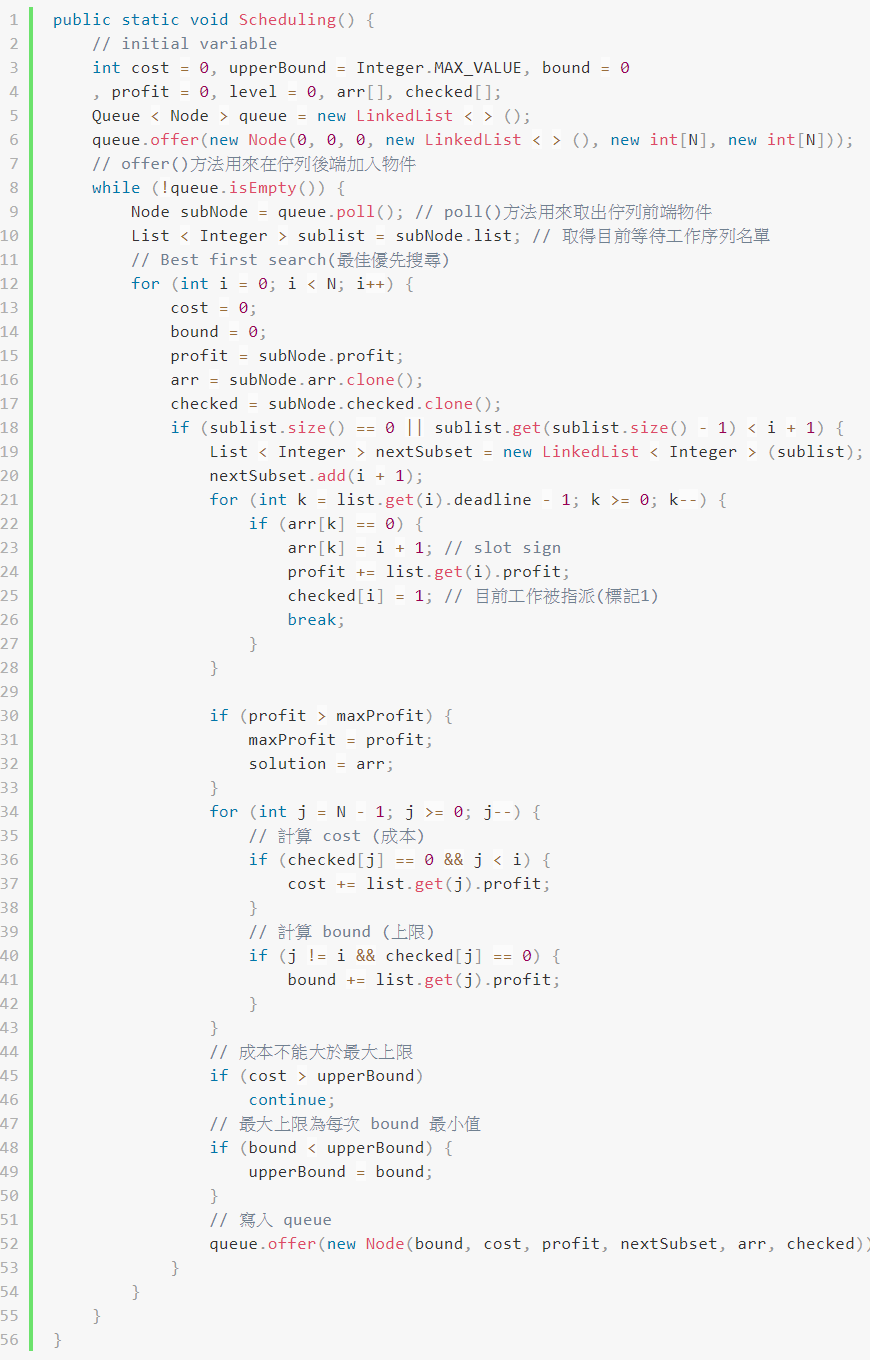 1 public static void Scheduling() {
2 // initial variable
3 int cost = 0, upperBound = Integer.MAX_VALUE, bound = 0
4 , profit = 0, level = 0, arr[], checked[];
5 Queue < Node > queue = new LinkedList < > ();
6 queue.offer(new Node(0, 0, 0, new LinkedList < > (), new int[N], new int[N]));
7 // offer()方法用來在佇列後端加入物件
8 while (!queue.isEmpty()) {
9 Node subNode = queue.poll(); // poll()方法用來取出佇列前端物件
10 List < Integer > sublist = subNode.list; // 取得目前等待工作序列名單
11 // Best first search(最佳優先搜尋)
12 for (int i = 0; i < N; i++) {
13 cost = 0;
14 bound = 0;
15 profit = subNode.profit;
16 arr = subNode.arr.clone();
17 checked = subNode.checked.clone();
18 if (sublist.size() == 0 || sublist.get(sublist.size() - 1) < i + 1) {
19 List < Integer > nextSubset = new LinkedList < Integer > (sublist);
20 nextSubset.add(i + 1);
21 for (int k = list.get(i).deadline - 1; k >= 0; k--) {
22 if (arr[k] == 0) {
23 arr[k] = i + 1; // slot sign
24 profit += list.get(i).profit;
25 checked[i] = 1; // 目前工作被指派(標記1)
26 break;
27 }
28 }
29
30 if (profit > maxProfit) {
31 maxProfit = profit;
32 solution = arr;
33 }
34 for (int j = N - 1; j >= 0; j--) {
35 // 計算 cost (成本)
36 if (checked[j] == 0 && j < i) {
37 cost += list.get(j).profit;
38 }
39 // 計算 bound (上限)
40 if (j != i && checked[j] == 0) {
41 bound += list.get(j).profit;
42 }
43 }
44 // 成本不能大於最大上限
45 if (cost > upperBound)
46 continue;
47 // 最大上限為每次 bound 最小值
48 if (bound < upperBound) {
49 upperBound = bound;
50 }
51 // 寫入 queue
52 queue.offer(new Node(bound, cost, profit, nextSubset, arr, checked))
53 }
54 }
55 }
56 }